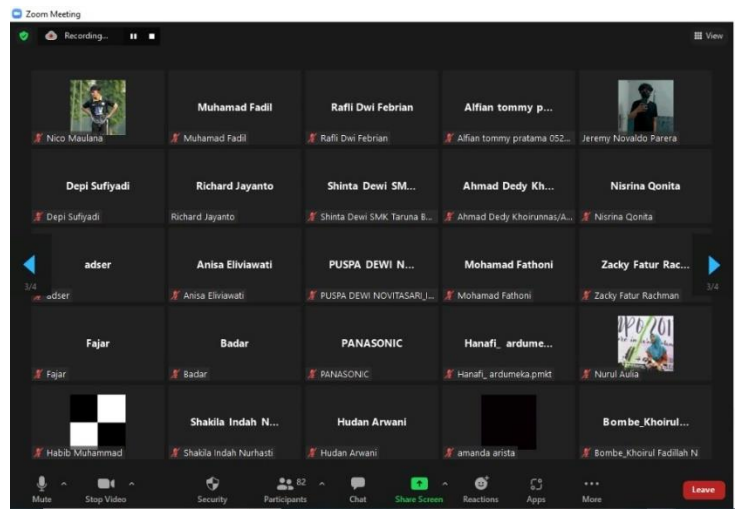 Zoom Meeting
Recording...
View
Nico Maulana
Muhamad Fadil
Muhamad Fadil
Rafli Dwi Febrian
Rafli Dwi Febrian
Alfian tommy p...
Alfian tommy pratama 052...
Jeremy Novaldo Parera
Depi Sufiyadi
Depi Sufiyadi
Richard Jayanto
Richard Jayanto
Shinta Dewi SM...
Shinta Dewi SMK Taruna B...
Ahmad Dedy Kh...
Ahmad Dedy Khoirunnas/A...
Nisrina Qonita
Nisrina Qonita
3/4
adser
adser
Anisa Eliviawati
Anisa Eliviawati
PUSPA DEWI N...
PUSPA DEWI NOVITASARI_I...
Mohamad Fathoni
Mohamad Fathoni
Zacky Fatur Rac...
Zacky Fatur Rachman
3/4
Fajar
Fajar
Badar
Badar
PANASONIC
PANASONIC
Hanafi_ ardume...
Hanafi_ ardumeka.pmkt
Nurul Aulia
Habib Muhammad
Shakila Indah N...
Shakila Indah Nurhasti
Hudan Arwani
Hudan Arwani
amanda arista
Bombe_Khoirul...
Bombe_Khoirul Fadillah N
Mute
Stop Video
Security
82
Participants
Chat
Share Screen
Reactions
Apps
More
Leave